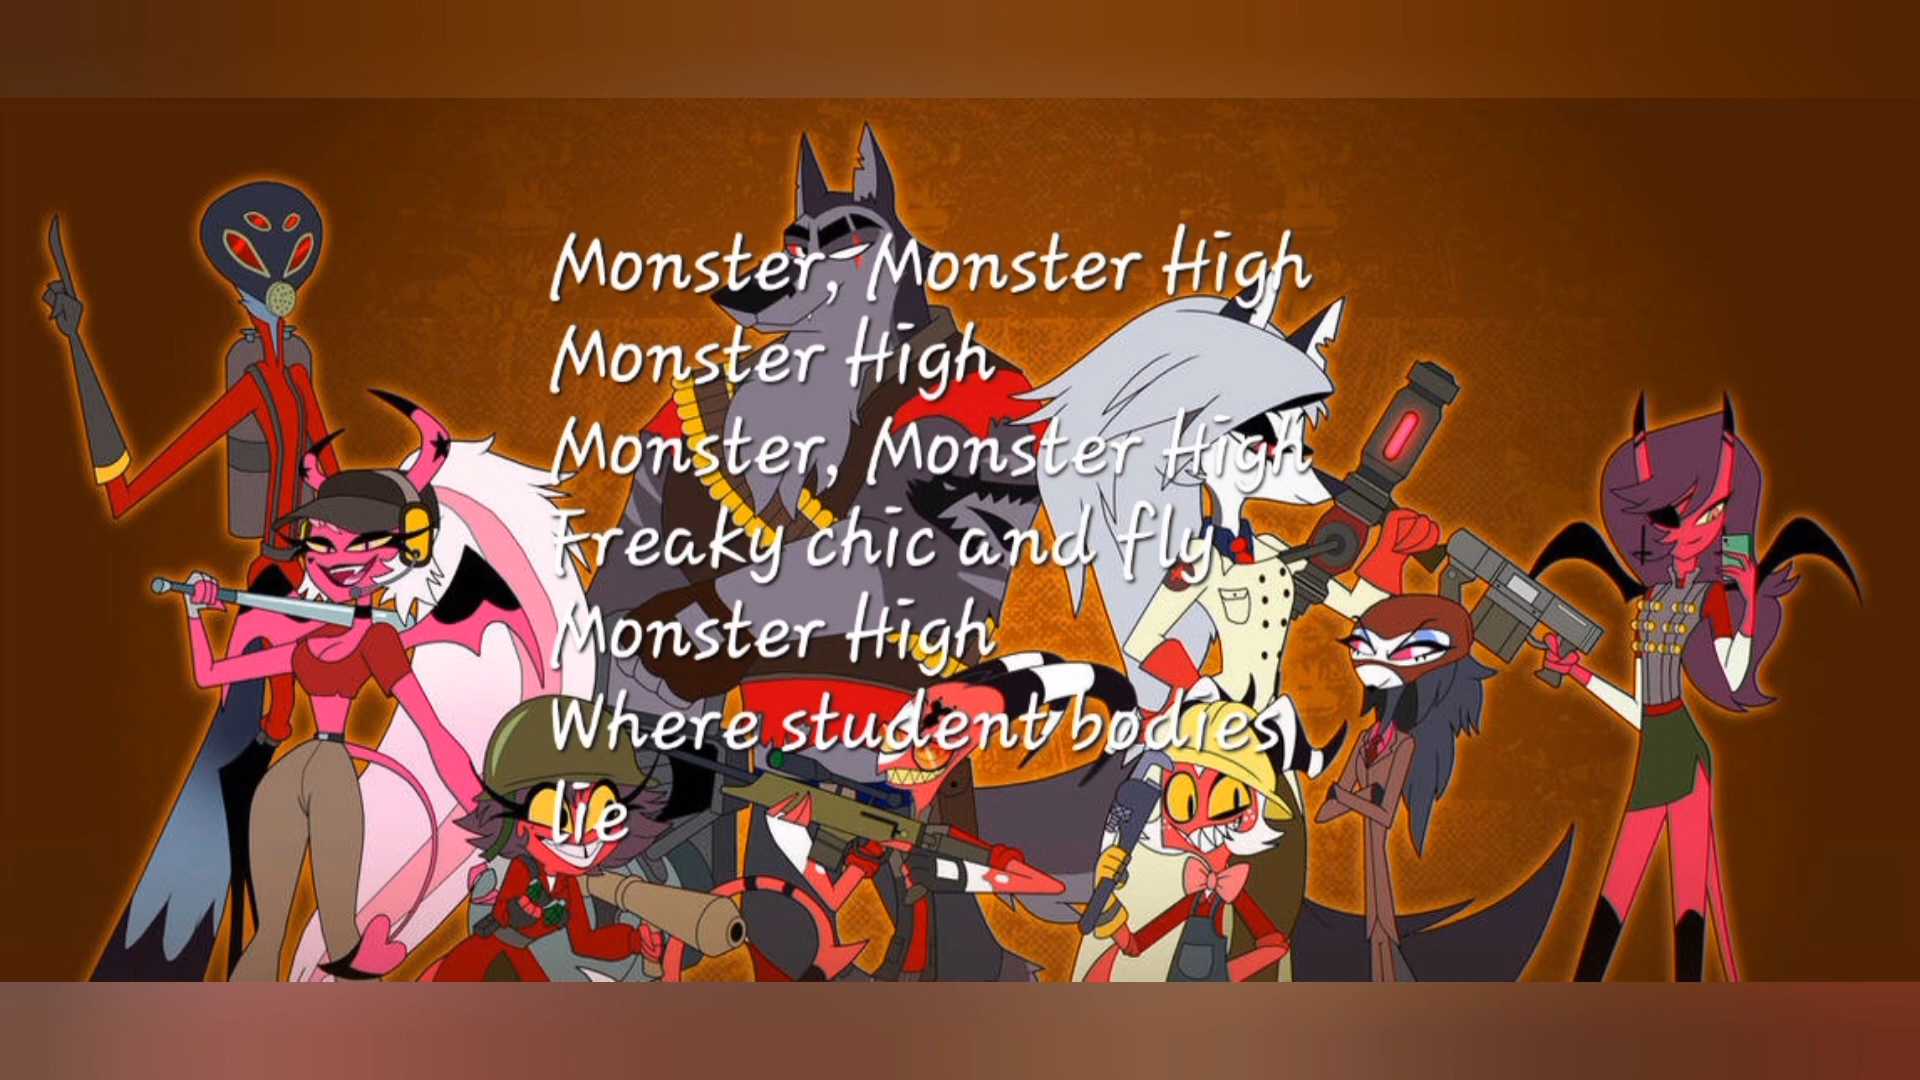 Monster, Monster High
Monster High
Monster, Monster High
Freaky chic and fly
Monster High
Where student bodies
lie